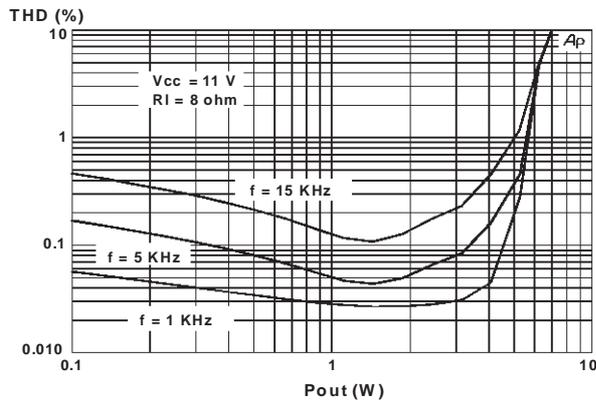 THD (%)
10
Ap
Vcc = 11 V
Rl = 8 ohm
1
f = 15 KHz
0.1
f = 5 KHz
f = 1 KHz
0.010
0.1
1
10
Pout (W)